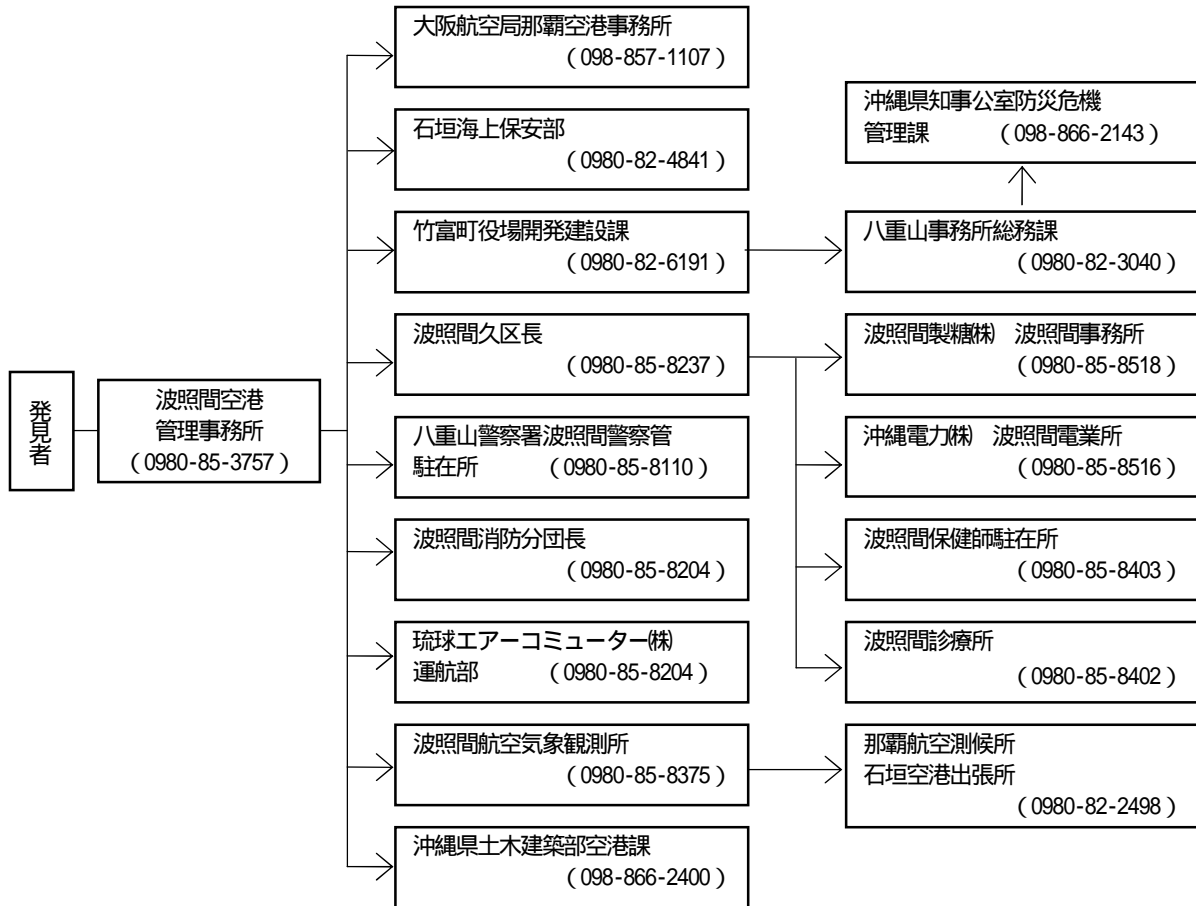 発見者
波照間空港
管理事務所
（0980-85-3757）
大阪航空局那覇空港事務所
（098-857-1107）
石垣海上保安部
（0980-82-4841）
竹富町役場開発建設課
（0980-82-6191）
波照間久区長
（0980-85-8237）
八重山警察署波照間警察管
駐在所　　（0980-85-8110）
波照間消防分団長
（0980-85-8204）
琉球エアーコミューター㈱
運航部　　（0980-85-8204）
波照間航空気象観測所
（0980-85-8375）
沖縄県土木建築部空港課
（098-866-2400）
沖縄県知事公室防災危機
管理課　　（098-866-2143）
八重山事務所総務課
（0980-82-3040）
波照間製糖㈱　波照間事務所
（0980-85-8518）
沖縄電力㈱　波照間電業所
（0980-85-8516）
波照間保健師駐在所
（0980-85-8403）
波照間診療所
（0980-85-8402）
那覇航空測候所
石垣空港出張所
（0980-82-2498）